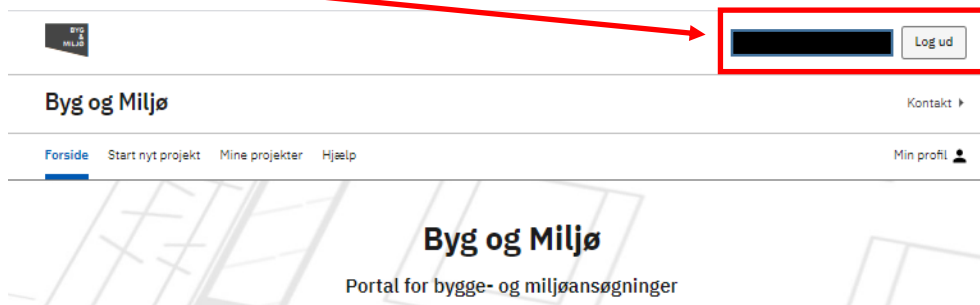 BYG
&
MILJØ
Log ud
Byg og Miljø
Kontakt
Forside Start nyt projekt Mine projekter Hjælp
Min profil
Byg og Miljø
Portal for bygge- og miljøansøgninger